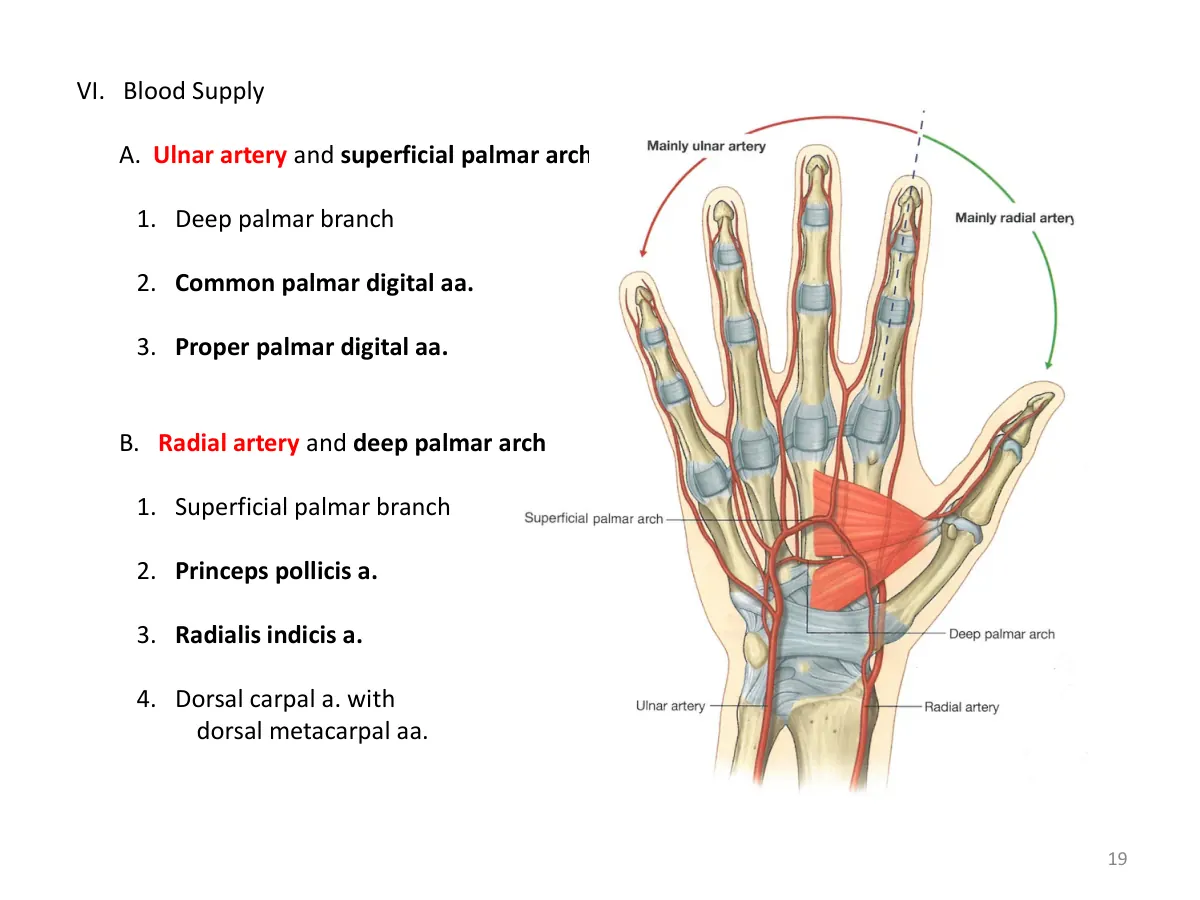 VI. Blood Supply
A. Ulnar artery and superficial palmar arch
1. Deep palmar branch
2. Common palmar digital aa.
3. Proper palmar digital aa.
B. Radial artery and deep palmar arch
1. Superficial palmar branch
2. Princeps pollicis a.
3. Radialis indicis a.
4. Dorsal carpal a. with
dorsal metacarpal aa.
Mainly ulnar artery
Mainly radial artery
Superficial palmar arch
Deep palmar arch
Ulnar artery
Radial artery
19